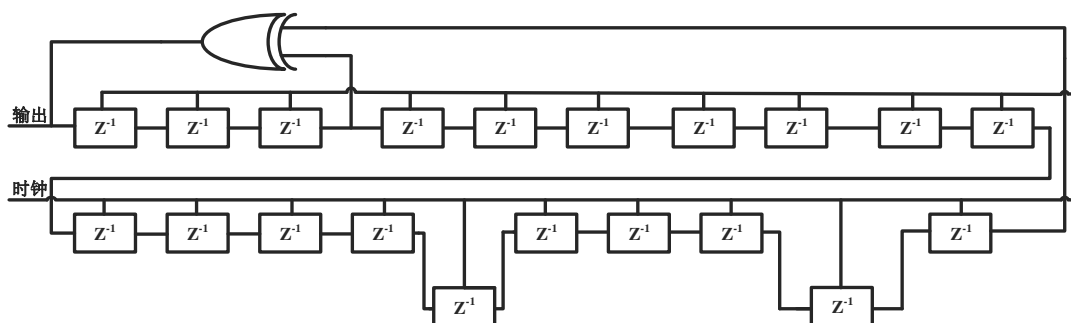 输出
Z⁻¹ Z⁻¹ Z⁻¹ Z⁻¹ Z⁻¹ Z⁻¹ Z⁻¹ Z⁻¹ Z⁻¹ Z⁻¹
时钟
Z⁻¹ Z⁻¹ Z⁻¹ Z⁻¹ Z⁻¹ Z⁻¹ Z⁻¹ Z⁻¹
Z⁻¹ Z⁻¹